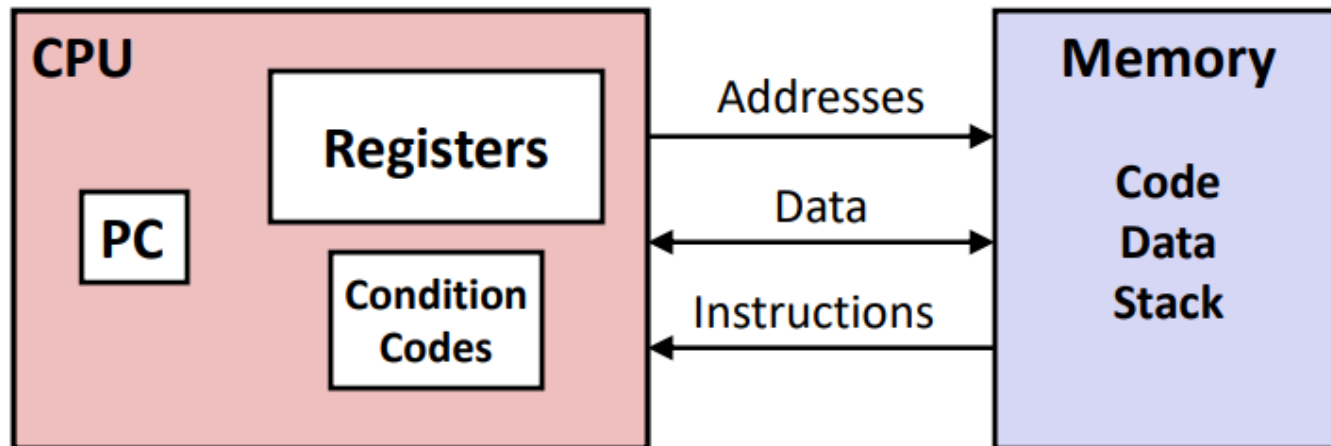 CPU
Registers
PC
Condition
Codes
Addresses
Data
Instructions
Memory
Code
Data
Stack